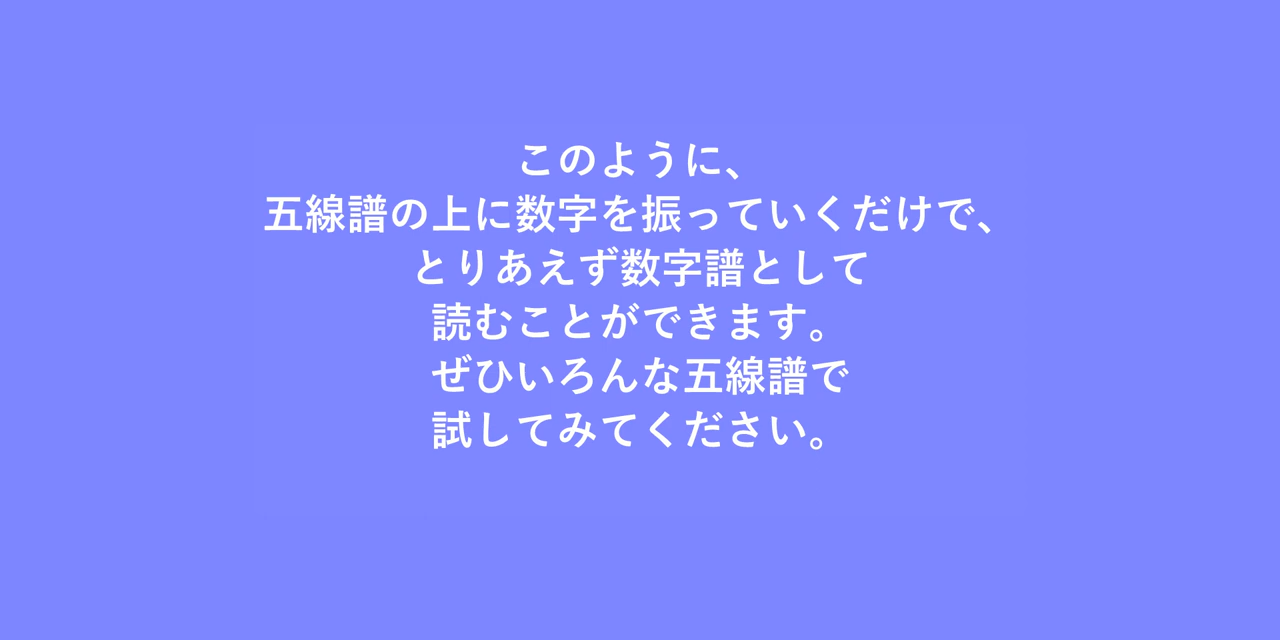 このように、
五線譜の上に数字を振っていくだけで、
とりあえず数字譜として
読むことができます。
ぜひいろんな五線譜で
試してみてください。